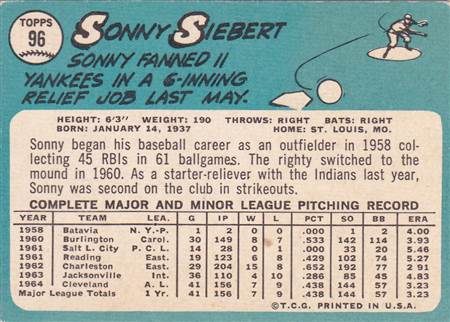 TOPPS
96
SONNY SIEBERT
SONNY FANNED 11
YANKEES IN A 6-INNING
RELIEF JOB LAST MAY.
HEIGHT: 6'3" WEIGHT: 190 THROWS: RIGHT BATS: RIGHT
BORN: JANUARY 14, 1937 HOME: ST. LOUIS, MO.
Sonny began his baseball career as an outfielder in 1958 col-
lecting 45 RBIs in 61 ballgames. The righty switched to the
mound in 1960. As a starter-reliever with the Indians last year,
Sonny was second on the club in strikeouts.
COMPLETE MAJOR AND MINOR LEAGUE PITCHING RECORD
YEAR TEAM LEA. G IP W L PCT SO BB ERA
1958 Batavia N.Y.-P. 1 2 0 0 .000 1 2 4.00
1960 Burlington Carol. 30 149 8 7 .533 142 114 3.93
1961 Salt L. City P.C.L. 14 28 0 1 .000 33 20 5.46
1961 Reading East. 19 123 6 8 .429 102 74 5.27
1962 Charleston East. 29 204 15 8 .652 192 77 2.91
1963 Jacksonville Int. 31 110 4 10 .286 85 45 4.83
1964 Cleveland A.L. 41 156 7 9 .438 144 57 3.23
Major League Totals 1 Yr. 41 156 7 9 .438 144 57 3.23
©T.C.G. PRINTED IN U.S.A.